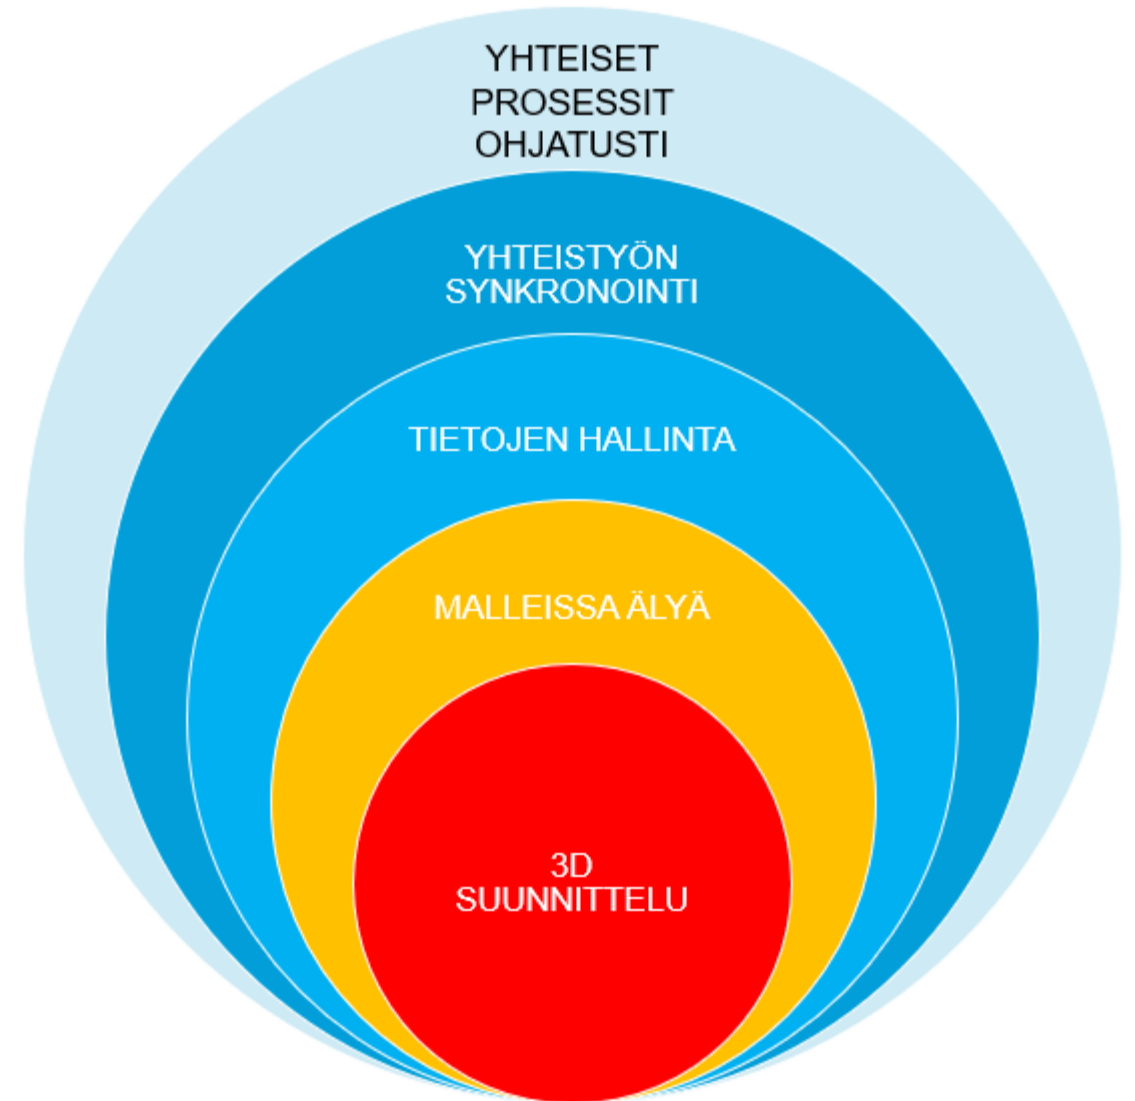 YHTEISET
PROSESSIT
OHJATUSTI
YHTEISTYÖN
SYNKRONOINTI
TIETOJEN HALLINTA
MALLEISSA ÄLYÄ
3D
SUUNNITTELU